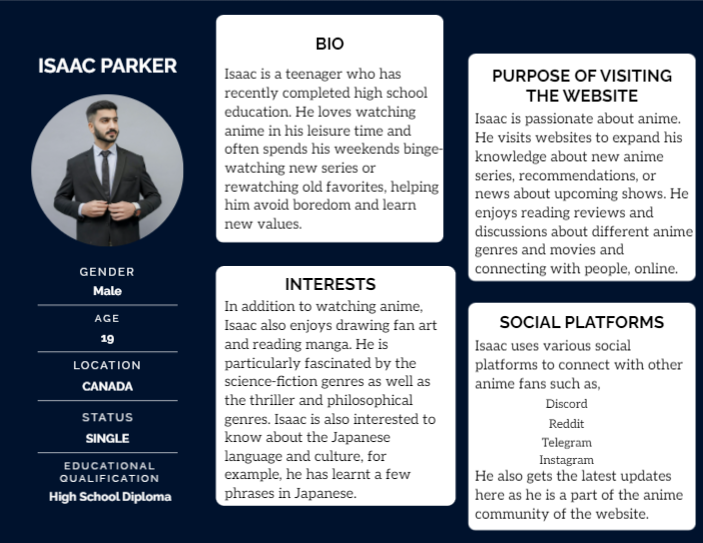 ISAAC PARKER
GENDER
Male
AGE
19
LOCATION
CANADA
STATUS
SINGLE
EDUCATIONAL
QUALIFICATION
High School Diploma
BIO
Isaac is a teenager who has
recently completed high school
education. He loves watching
anime in his leisure time and
often spends his weekends binge-
watching new series or
rewatching old favorites, helping
him avoid boredom and learn
new values.
INTERESTS
In addition to watching anime,
Isaac also enjoys drawing fan art
and reading manga. He is
particularly fascinated by the
science-fiction genres as well as
the thriller and philosophical
genres. Isaac is also interested to
know about the Japanese
language and culture, for
example, he has learnt a few
phrases in Japanese.
PURPOSE OF VISITING
THE WEBSITE
Isaac is passionate about anime.
He visits websites to expand his
knowledge about new anime
series, recommendations, or
news about upcoming shows. He
enjoys reading reviews and
discussions about different anime
genres and movies and
connecting with people, online.
SOCIAL PLATFORMS
Isaac uses various social
platforms to connect with other
anime fans such as,
Discord
Reddit
Telegram
Instagram
He also gets the latest updates
here as he is a part of the anime
community of the website.